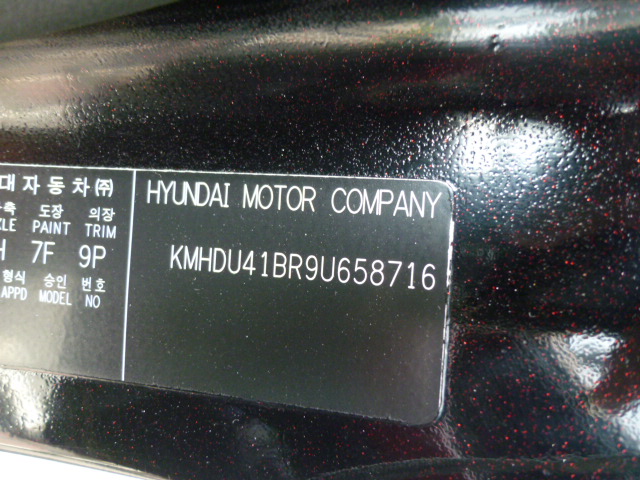 대자동차㈜
HYUNDAI MOTOR COMPANY
도장 의장
PAINT TRIM
7F 9P
KMHDU41BR9U658716
형식 승인 번호
APPD MODEL NO